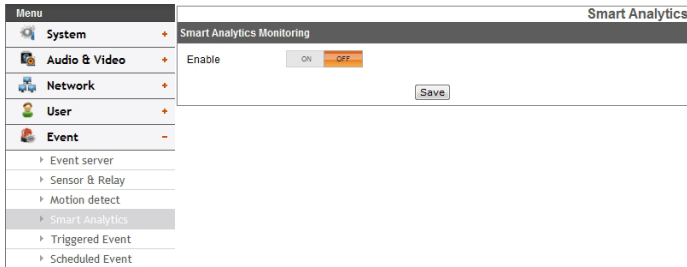 Menu
System +
Audio & Video +
Network +
User +
Event -
Event server
Sensor & Relay
Motion detect
Smart Analytics
Triggered Event
Scheduled Event
Smart Analytics
Smart Analytics Monitoring
Enable ON OFF
Save